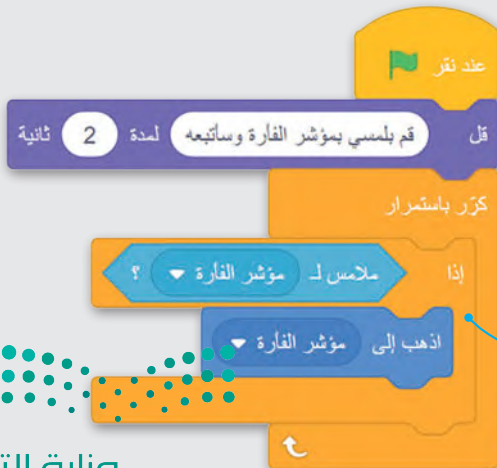 عند نقر
قل قم بلمسي بمؤشر الفأرة وسأتبعه لمدة 2 ثانية
كرّر باستمرار
إذا ملامس لـ مؤشر الفأرة ؟
اذهب إلى مؤشر الفأرة